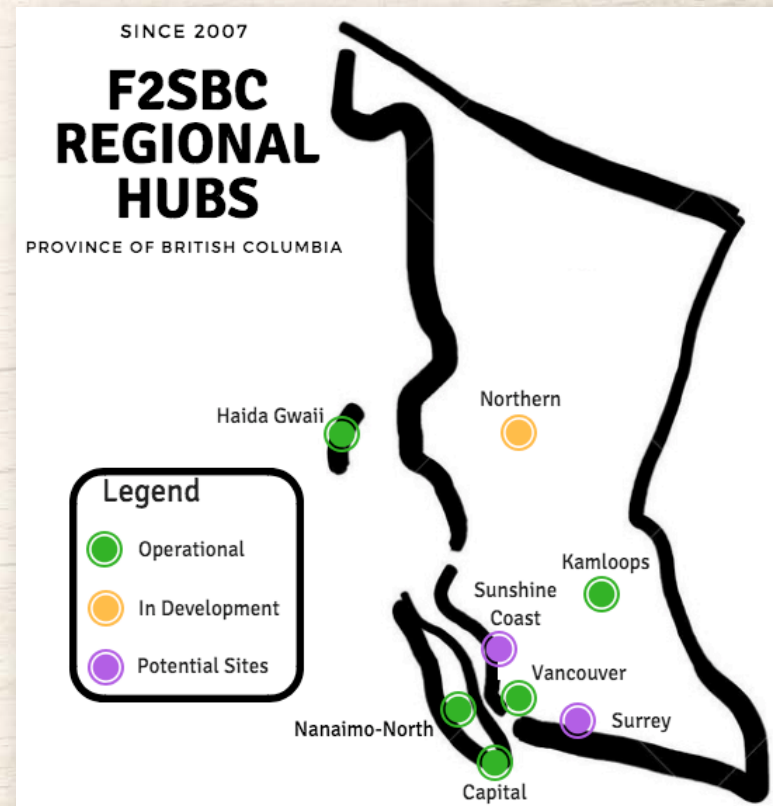 SINCE 2007
F2SBC
REGIONAL
HUBS
PROVINCE OF BRITISH COLUMBIA
Northern
Haida Gwaii
Legend
Operational
In Development
Potential Sites
Kamloops
Sunshine
Coast
Vancouver
Surrey
Nanaimo-North
Capital